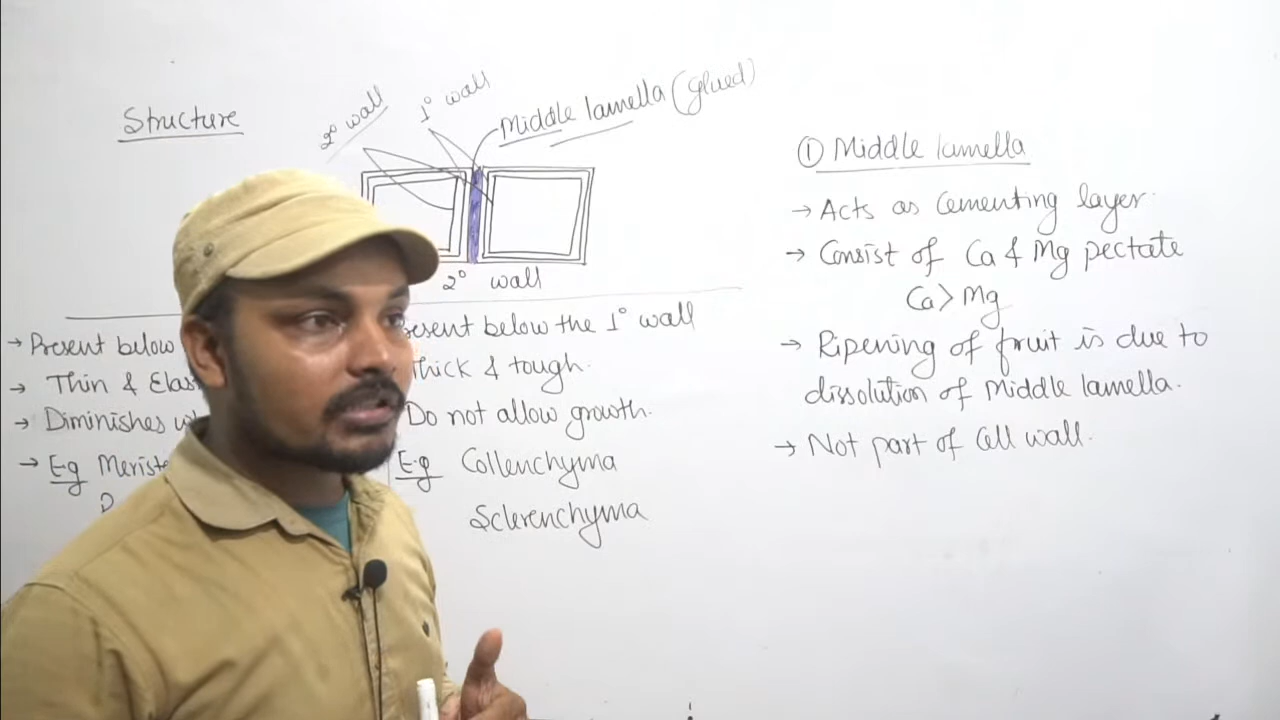 Structure
2° wall
1° wall
Middle lamella (glued)
2° wall
→ Present below
→ Thin & Elas
→ Diminishes
→ Eg Meriste
esent below the 1° wall
Thick & tough.
Do not allow growth.
E.g Collenchyma
Sclerenchyma
① Middle lamella
→ Acts as Cementing layer.
→ Consist of Ca & Mg pectate
Ca > Mg
→ Ripening of fruit is due to
dissolution of Middle lamella.
→ Not part of Cell wall.